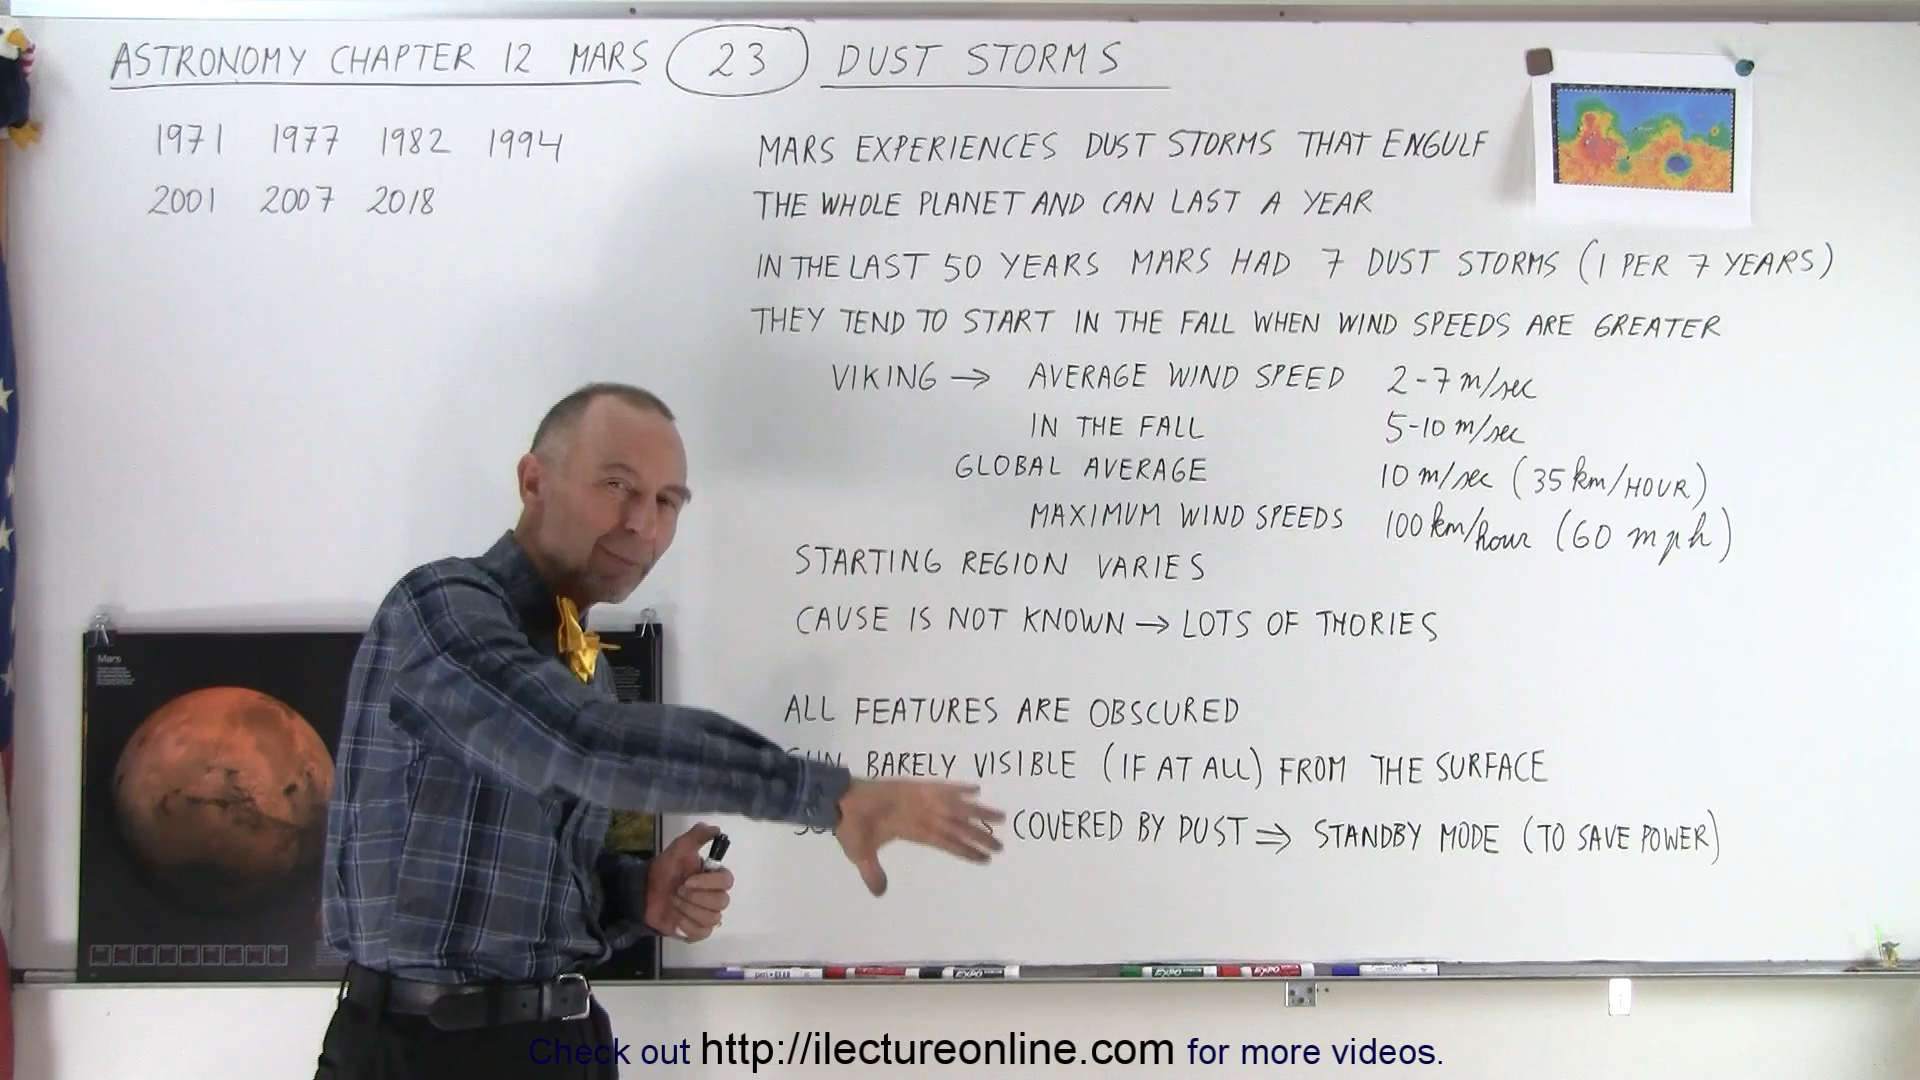 ASTRONOMY CHAPTER 12 MARS 23 DUST STORMS
1971 1977 1982 1994
2001 2007 2018
MARS EXPERIENCES DUST STORMS THAT ENGULF
THE WHOLE PLANET AND CAN LAST A YEAR
IN THE LAST 50 YEARS MARS HAD 7 DUST STORMS (1 PER 7 YEARS)
THEY TEND TO START IN THE FALL WHEN WIND SPEEDS ARE GREATER
VIKING → AVERAGE WIND SPEED 2-7 m/sec
IN THE FALL 5-10 m/sec
GLOBAL AVERAGE 10 m/sec (35 km/HOUR)
MAXIMUM WIND SPEEDS 100 km/hour (60 mph)
STARTING REGION VARIES
CAUSE IS NOT KNOWN → LOTS OF THORIES
ALL FEATURES ARE OBSCURED
SUN BARELY VISIBLE (IF AT ALL) FROM THE SURFACE
COVERED BY DUST ⇒ STANDBY MODE (TO SAVE POWER)
Mars
EXPO
EXPO
EXPO
Check out http://ilectureonline.com for more videos.